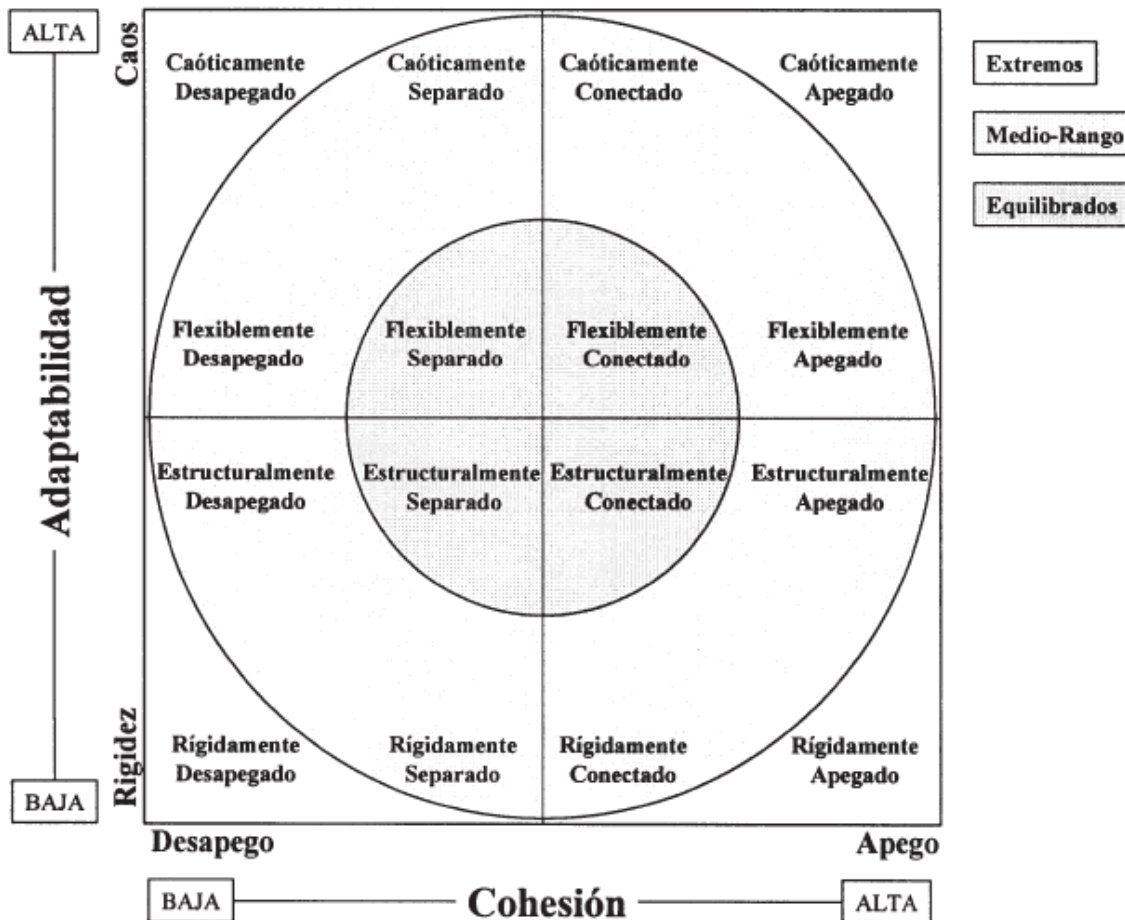 ALTA
Caos
Caóticamente
Desapegado
Caóticamente
Separado
Caóticamente
Conectado
Caóticamente
Apegado
Extremos
Medio-Rango
Equilibrados
Adaptabilidad
Flexiblemente
Desapegado
Flexiblemente
Separado
Flexiblemente
Conectado
Flexiblemente
Apegado
Estructuralmente
Desapegado
Estructuralmente
Separado
Estructuralmente
Conectado
Estructuralmente
Apegado
Rígidamente
Desapegado
Rígidamente
Separado
Rígidamente
Conectado
Rígidamente
Apegado
Rigidez
BAJA
Desapego
Apego
BAJA
Cohesión
ALTA